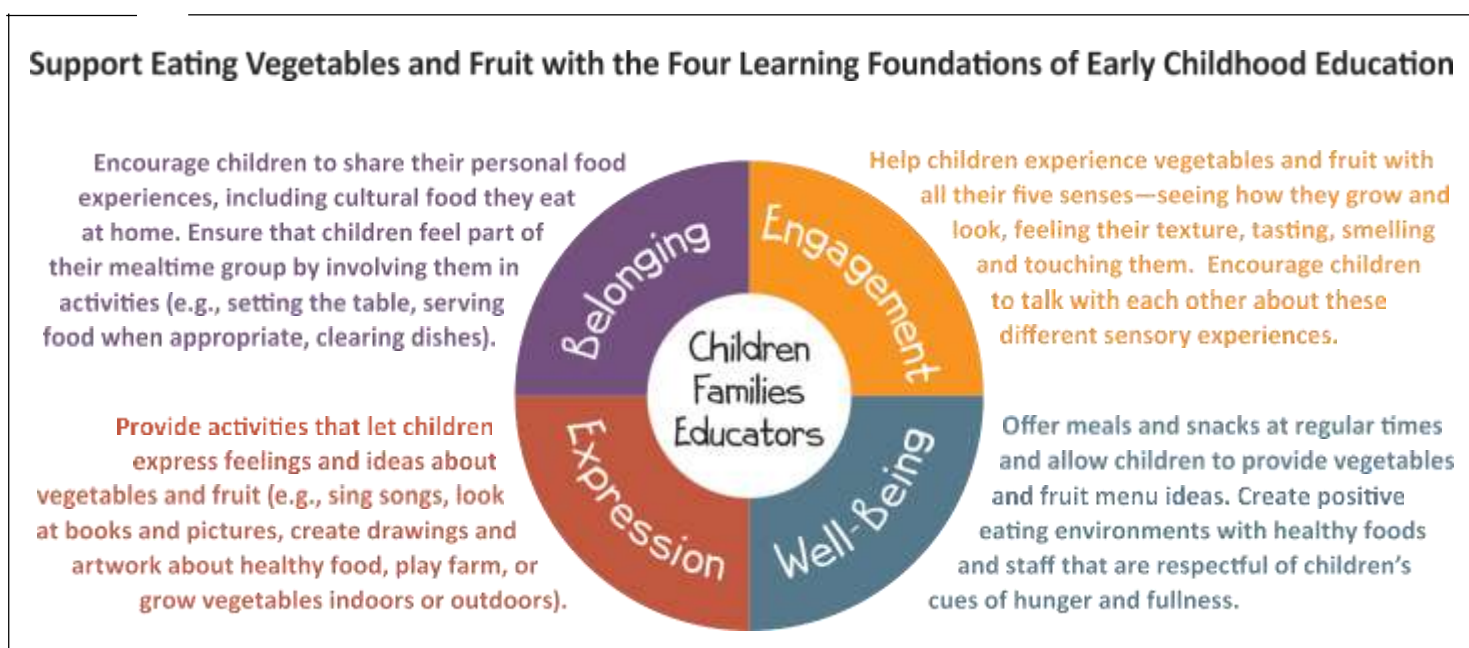 Support Eating Vegetables and Fruit with the Four Learning Foundations of Early Childhood Education
Encourage children to share their personal food
experiences, including cultural food they eat
at home. Ensure that children feel part of
their mealtime group by involving them in
activities (e.g., setting the table, serving
food when appropriate, clearing dishes).
Belonging
Engagement
Help children experience vegetables and fruit with
all their five senses—seeing how they grow and
look, feeling their texture, tasting, smelling
and touching them.  Encourage children
to talk with each other about these
different sensory experiences.
Children
Families
Educators
Provide activities that let children
express feelings and ideas about
vegetables and fruit (e.g., sing songs, look
at books and pictures, create drawings and
artwork about healthy food, play farm, or
grow vegetables indoors or outdoors).
Expression
Well-Being
Offer meals and snacks at regular times
and allow children to provide vegetables
and fruit menu ideas. Create positive
eating environments with healthy foods
and staff that are respectful of children's
cues of hunger and fullness.